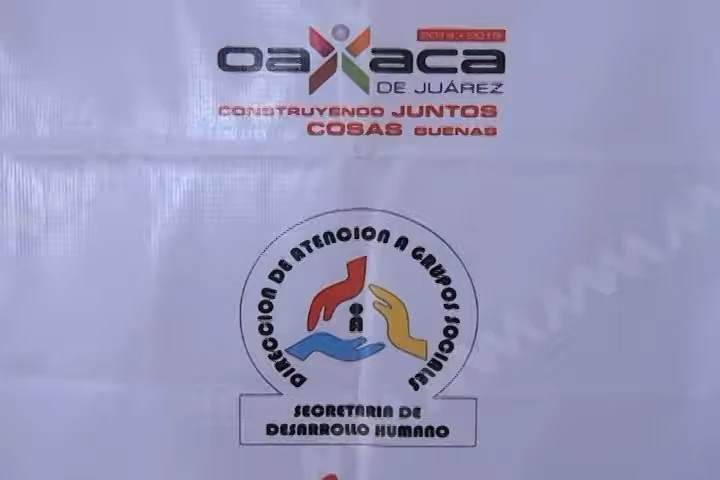 2014 - 2016
oaxaca
DE JUÁREZ
CONSTRUYENDO JUNTOS
COSAS BUENAS
DIRECCION DE ATENCION A GRUPOS SOCIALES
SECRETARIA DE
DESARROLLO HUMANO